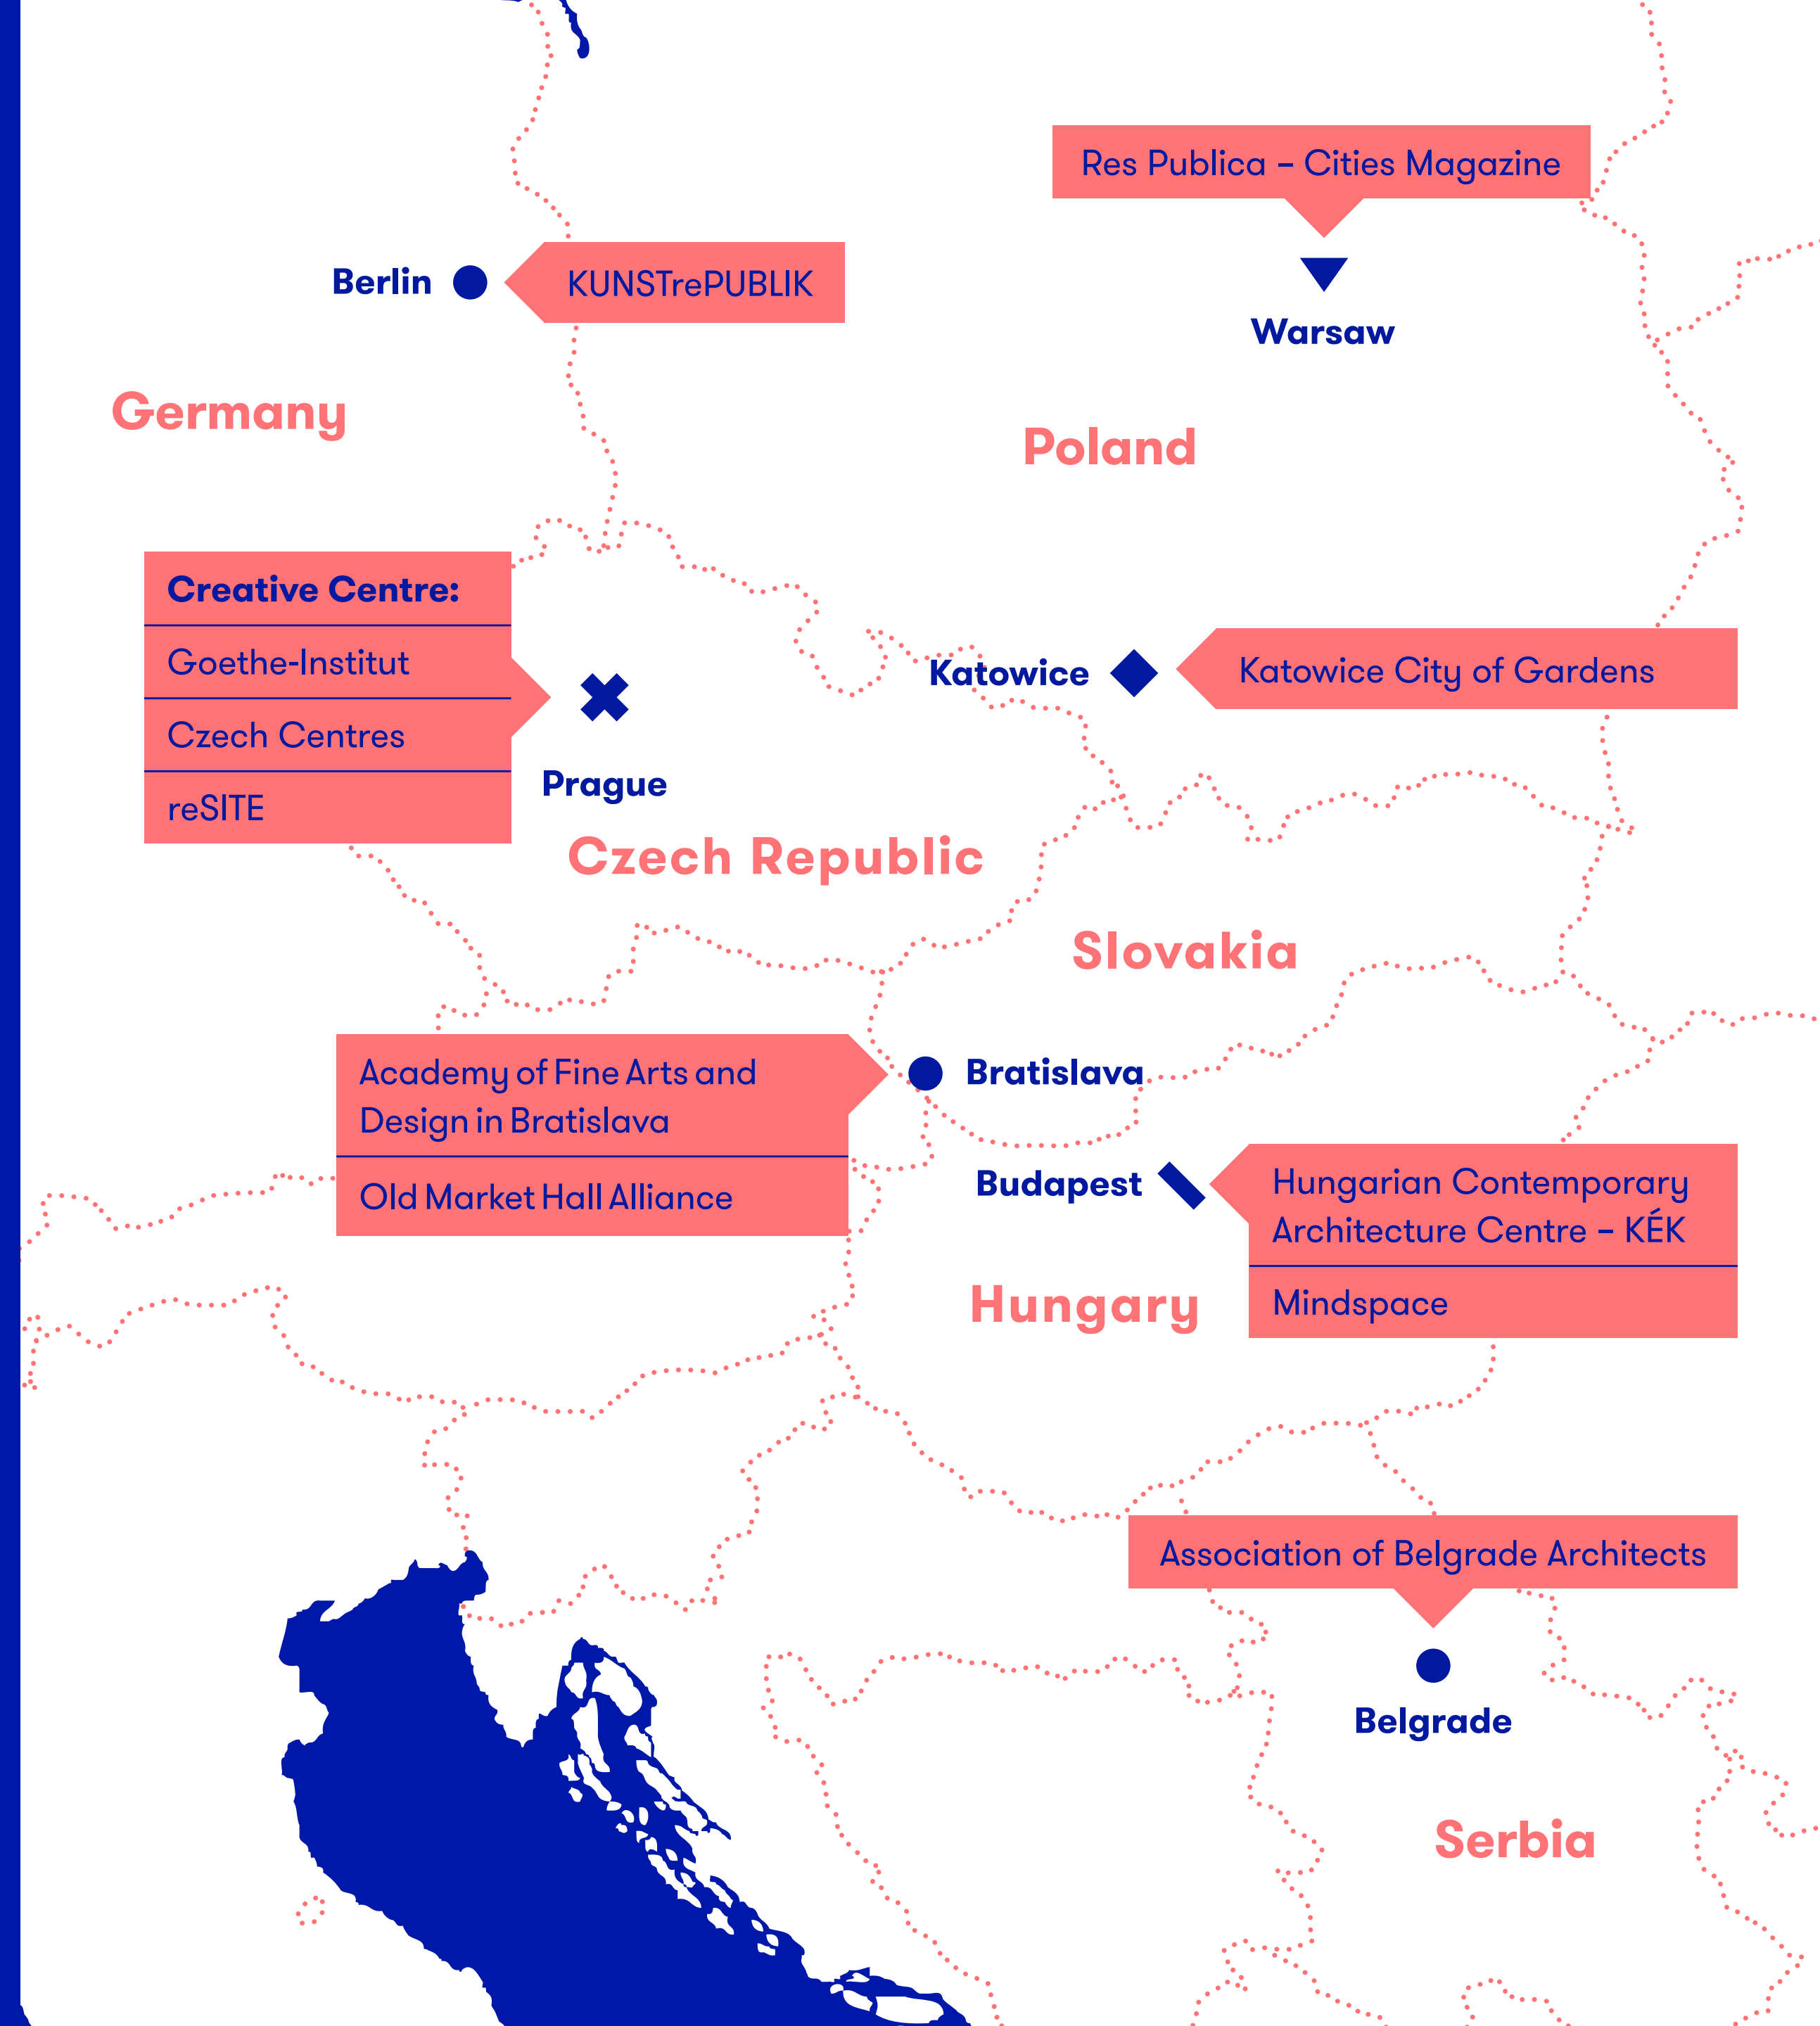 Res Publica – Cities Magazine
Berlin
KUNSTrePUBLIK
Warsaw
Germany
Poland
Creative Centre:
Goethe-Institut
Czech Centres
reSITE
Prague
Katowice
Katowice City of Gardens
Czech Republic
Slovakia
Academy of Fine Arts and
Design in Bratislava
Old Market Hall Alliance
Bratislava
Budapest
Hungarian Contemporary
Architecture Centre – KÉK
Mindspace
Hungary
Association of Belgrade Architects
Belgrade
Serbia